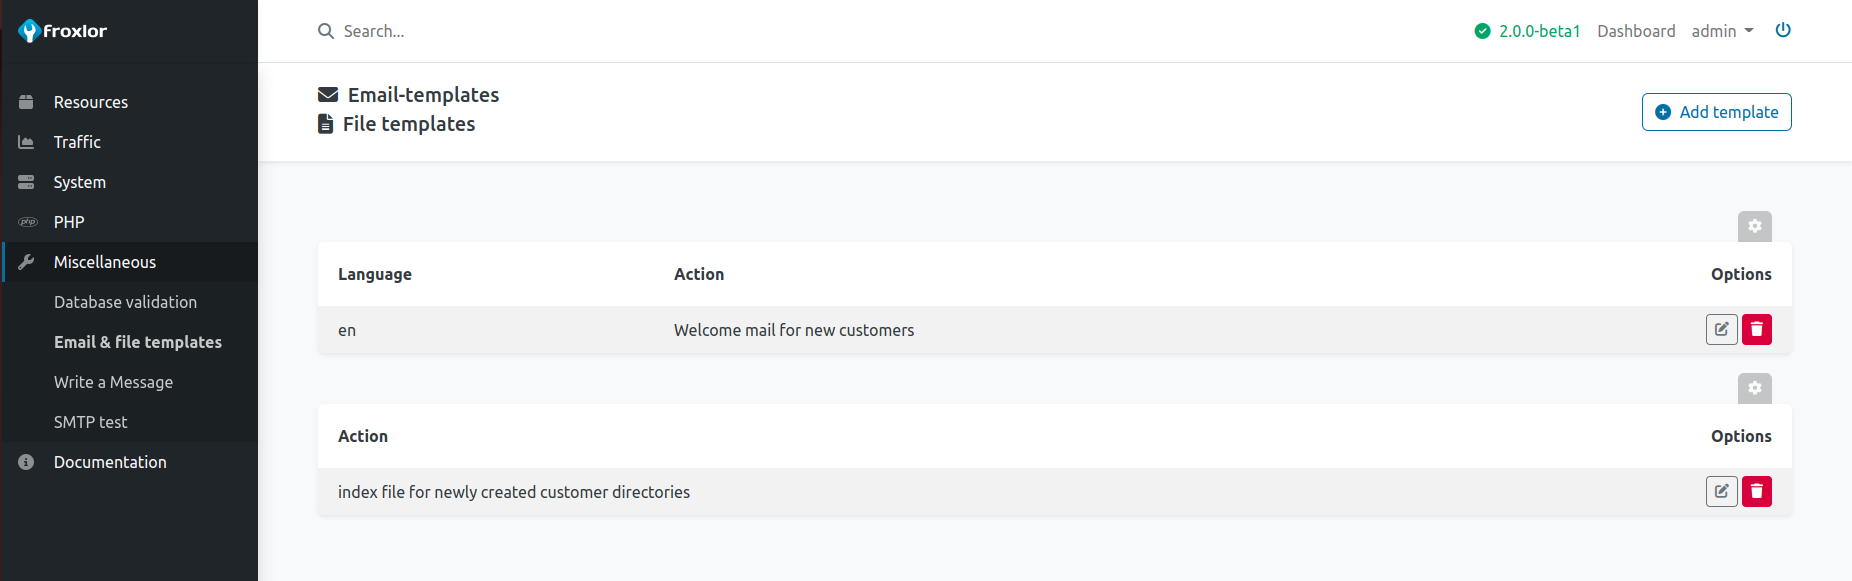 froxlor
Search...
2.0.0-beta1 Dashboard admin
Resources
Traffic
System
php PHP
Miscellaneous
Database validation
Email & file templates
Write a Message
SMTP test
Documentation
Email-templates
File templates
Add template
Language Action Options
en Welcome mail for new customers
Action Options
index file for newly created customer directories